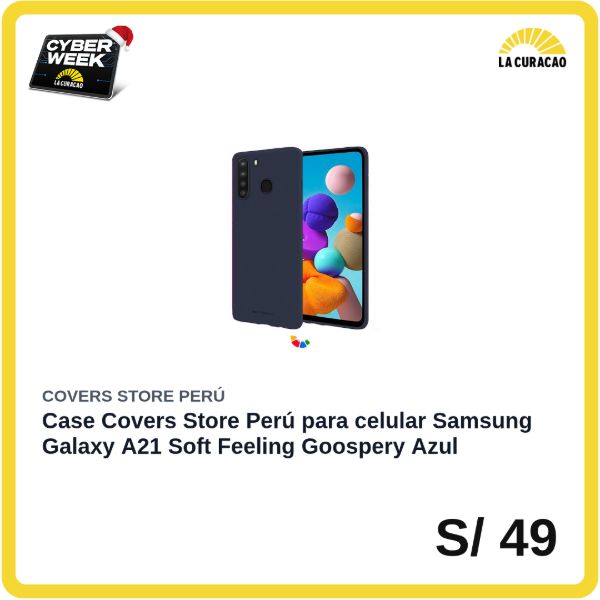 CYBER
WEEK
LA CURACAO
LA CURACAO
COVERS STORE PERÚ
Case Covers Store Perú para celular Samsung
Galaxy A21 Soft Feeling Goospery Azul
S/ 49